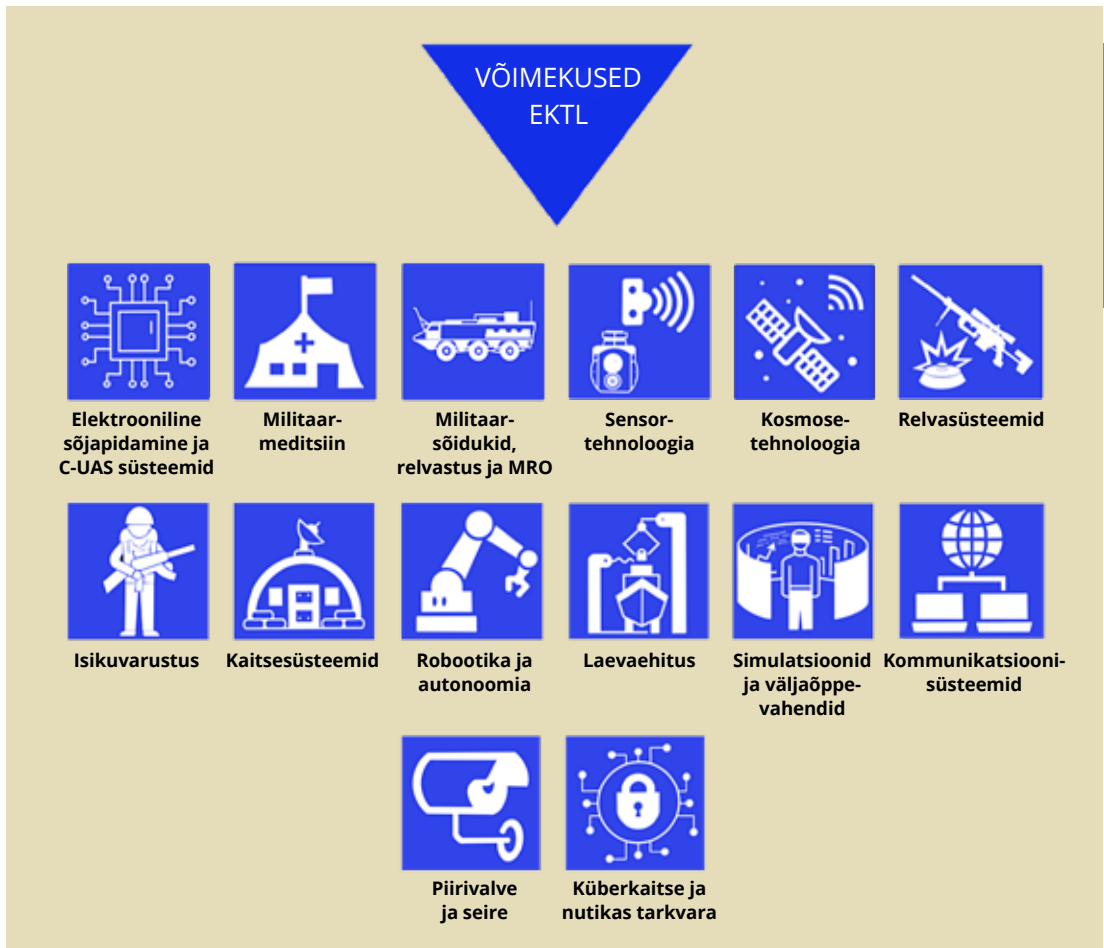 VÕIMEKUSED
EKTL
Elektrooniline
sõjapidamine ja
C-UAS süsteemid
Militaar-
meditsiin
Militaar-
sõidukid,
relvastus ja MRO
Sensor-
tehnoloogia
Kosmose-
tehnoloogia
Relvasüsteemid
Isikuvarustus
Kaitsesüsteemid
Robootika ja
autonoomia
Laevaehitus
Simulatsioonid
ja väljaõppe-
vahendid
Kommunikatsiooni-
süsteemid
Piirivalve
ja seire
Küberkaitse ja
nutikas tarkvara